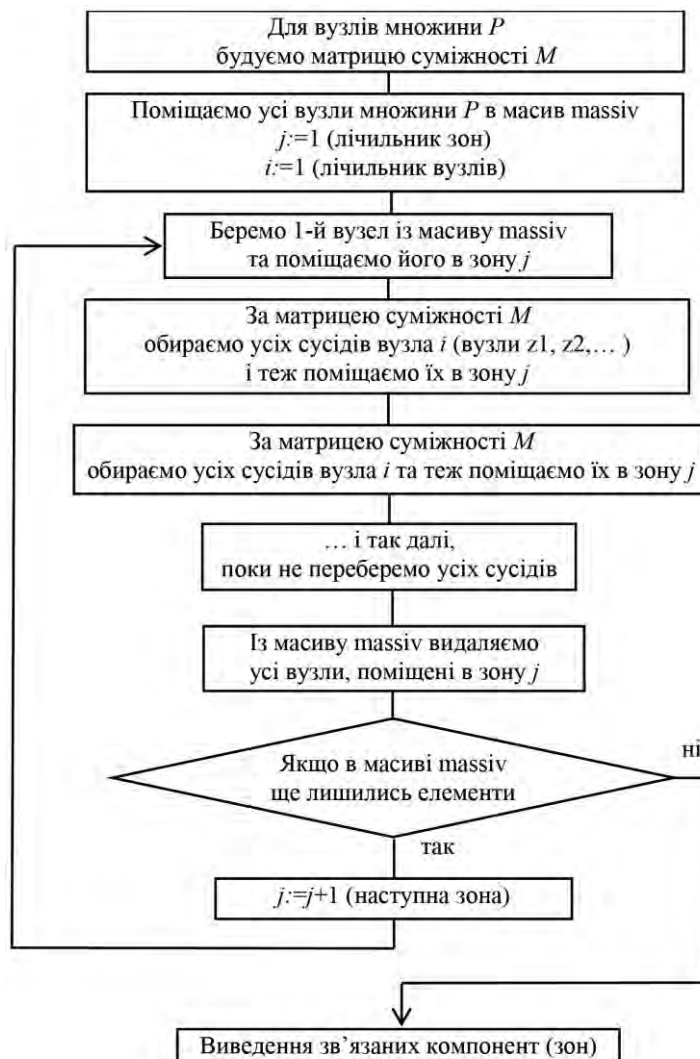 Для вузлів множини P
будуємо матрицю суміжності M
Поміщаємо усі вузли множини P в масив massiv
j:=1 (лічильник зон)
i:=1 (лічильник вузлів)
Беремо 1-й вузел із масиву massiv
та поміщаємо його в зону j
За матрицею суміжності M
обираємо усіх сусідів вузла i (вузли z1, z2,… )
і теж поміщаємо їх в зону j
За матрицею суміжності M
обираємо усіх сусідів вузла i та теж поміщаємо їх в зону j
… і так далі,
поки не переберемо усіх сусідів
Із масиву massiv видаляємо
усі вузли, поміщені в зону j
Якщо в масиві massiv
ще лишились елементи
ні
так
j:=j+1 (наступна зона)
Виведення зв’язаних компонент (зон)